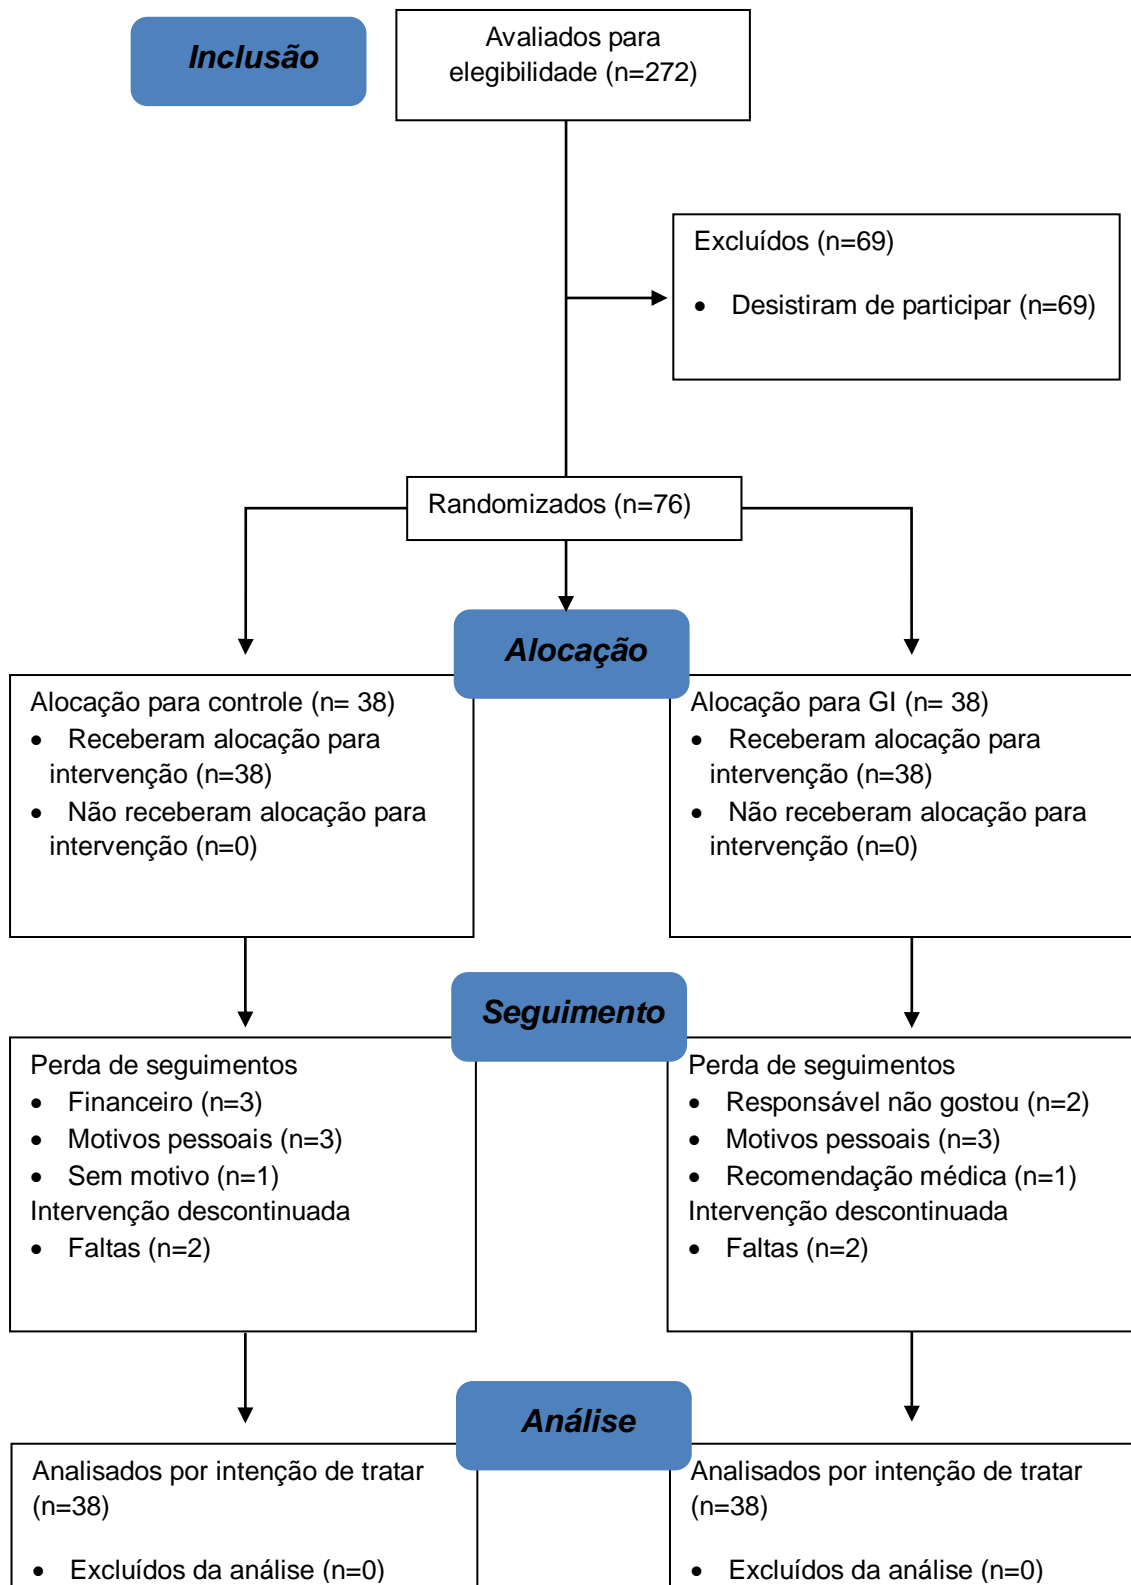 Inclusão
Avaliados para
elegibilidade (n=272)
Excluídos (n=69)
• Desistiram de participar (n=69)
Randomizados (n=76)
Alocação
Alocação para controle (n= 38)
• Receberam alocação para
intervenção (n=38)
• Não receberam alocação para
intervenção (n=0)
Alocação para GI (n= 38)
• Receberam alocação para
intervenção (n=38)
• Não receberam alocação para
intervenção (n=0)
Seguimento
Perda de seguimentos
• Financeiro (n=3)
• Motivos pessoais (n=3)
• Sem motivo (n=1)
Intervenção descontinuada
• Faltas (n=2)
Perda de seguimentos
• Responsável não gostou (n=2)
• Motivos pessoais (n=3)
• Recomendação médica (n=1)
Intervenção descontinuada
• Faltas (n=2)
Análise
Analisados por intenção de tratar
(n=38)
• Excluídos da análise (n=0)
Analisados por intenção de tratar
(n=38)
• Excluídos da análise (n=0)